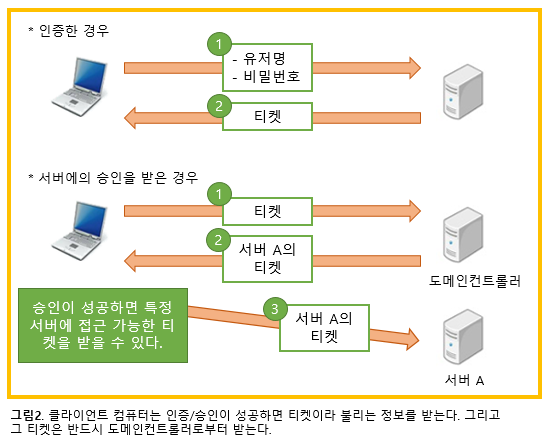 * 인증한 경우
1
- 유저명
- 비밀번호
2
티켓
* 서버에의 승인을 받은 경우
1
티켓
2
서버 A의
티켓
도메인컨트롤러
승인이 성공하면 특정
서버에 접근 가능한 티
켓을 받을 수 있다.
3
서버 A의
티켓
서버 A
그림2. 클라이언트 컴퓨터는 인증/승인이 성공하면 티켓이라 불리는 정보를 받는다. 그리고
그 티켓은 반드시 도메인컨트롤러로부터 받는다.